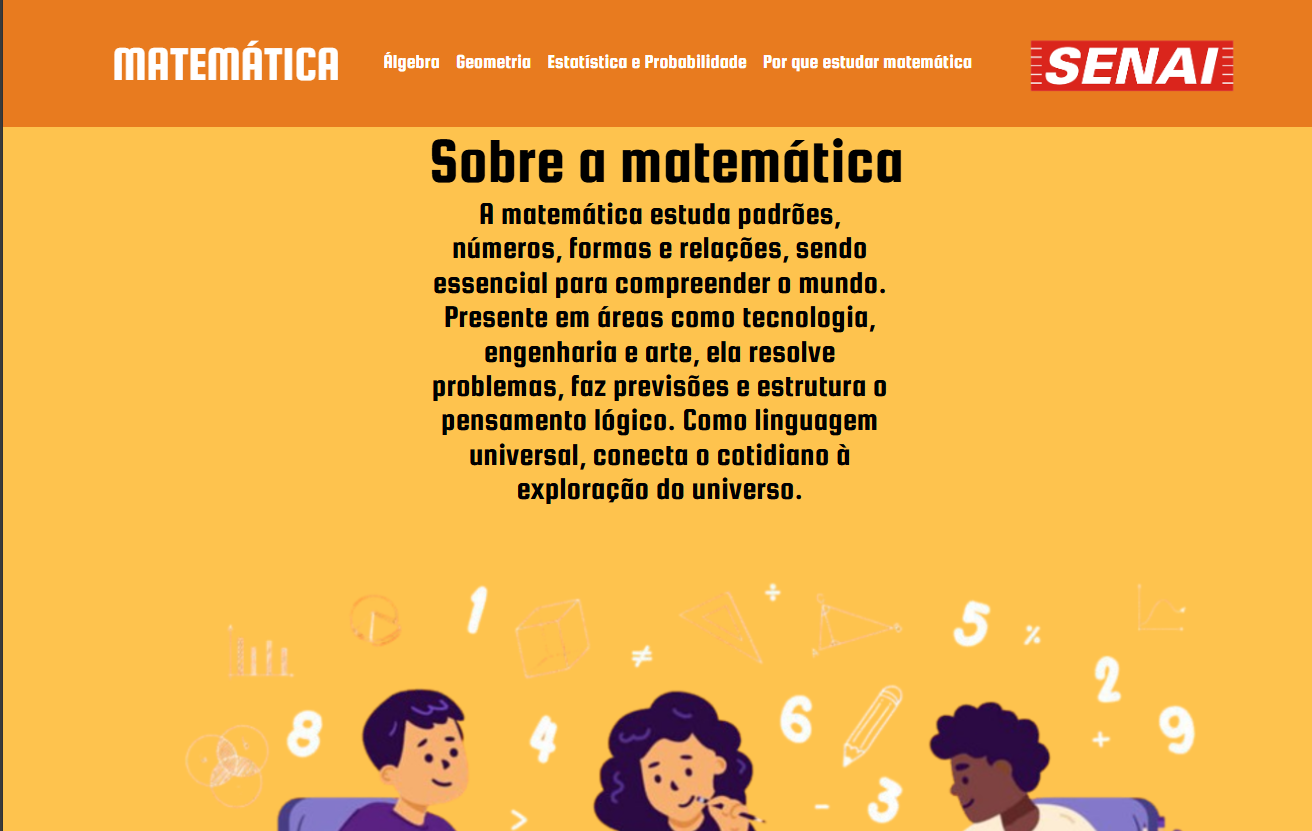 MATEMÁTICA
Álgebra Geometria Estatística e Probabilidade Por que estudar matemática
SENAI
Sobre a matemática
A matemática estuda padrões,
números, formas e relações, sendo
essencial para compreender o mundo.
Presente em áreas como tecnologia,
engenharia e arte, ela resolve
problemas, faz previsões e estrutura o
pensamento lógico. Como linguagem
universal, conecta o cotidiano à
exploração do universo.
1
÷
5
%
≠
2
8
4
6
+
9
>
-
3